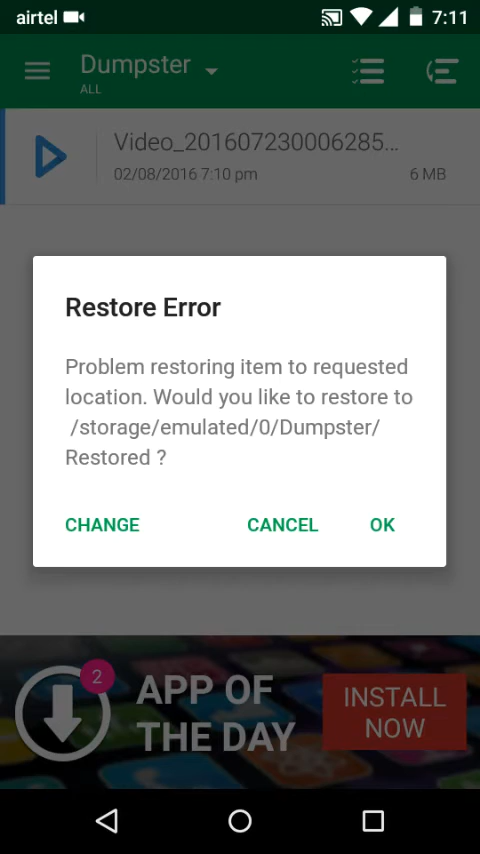 airtel 7:11
Dumpster
ALL
Video_201607230006285...
02/08/2016 7:10 pm 6 MB
Restore Error
Problem restoring item to requested
location. Would you like to restore to
/storage/emulated/0/Dumpster/
Restored ?
CHANGE CANCEL OK
2
APP OF
THE DAY
INSTALL
NOW